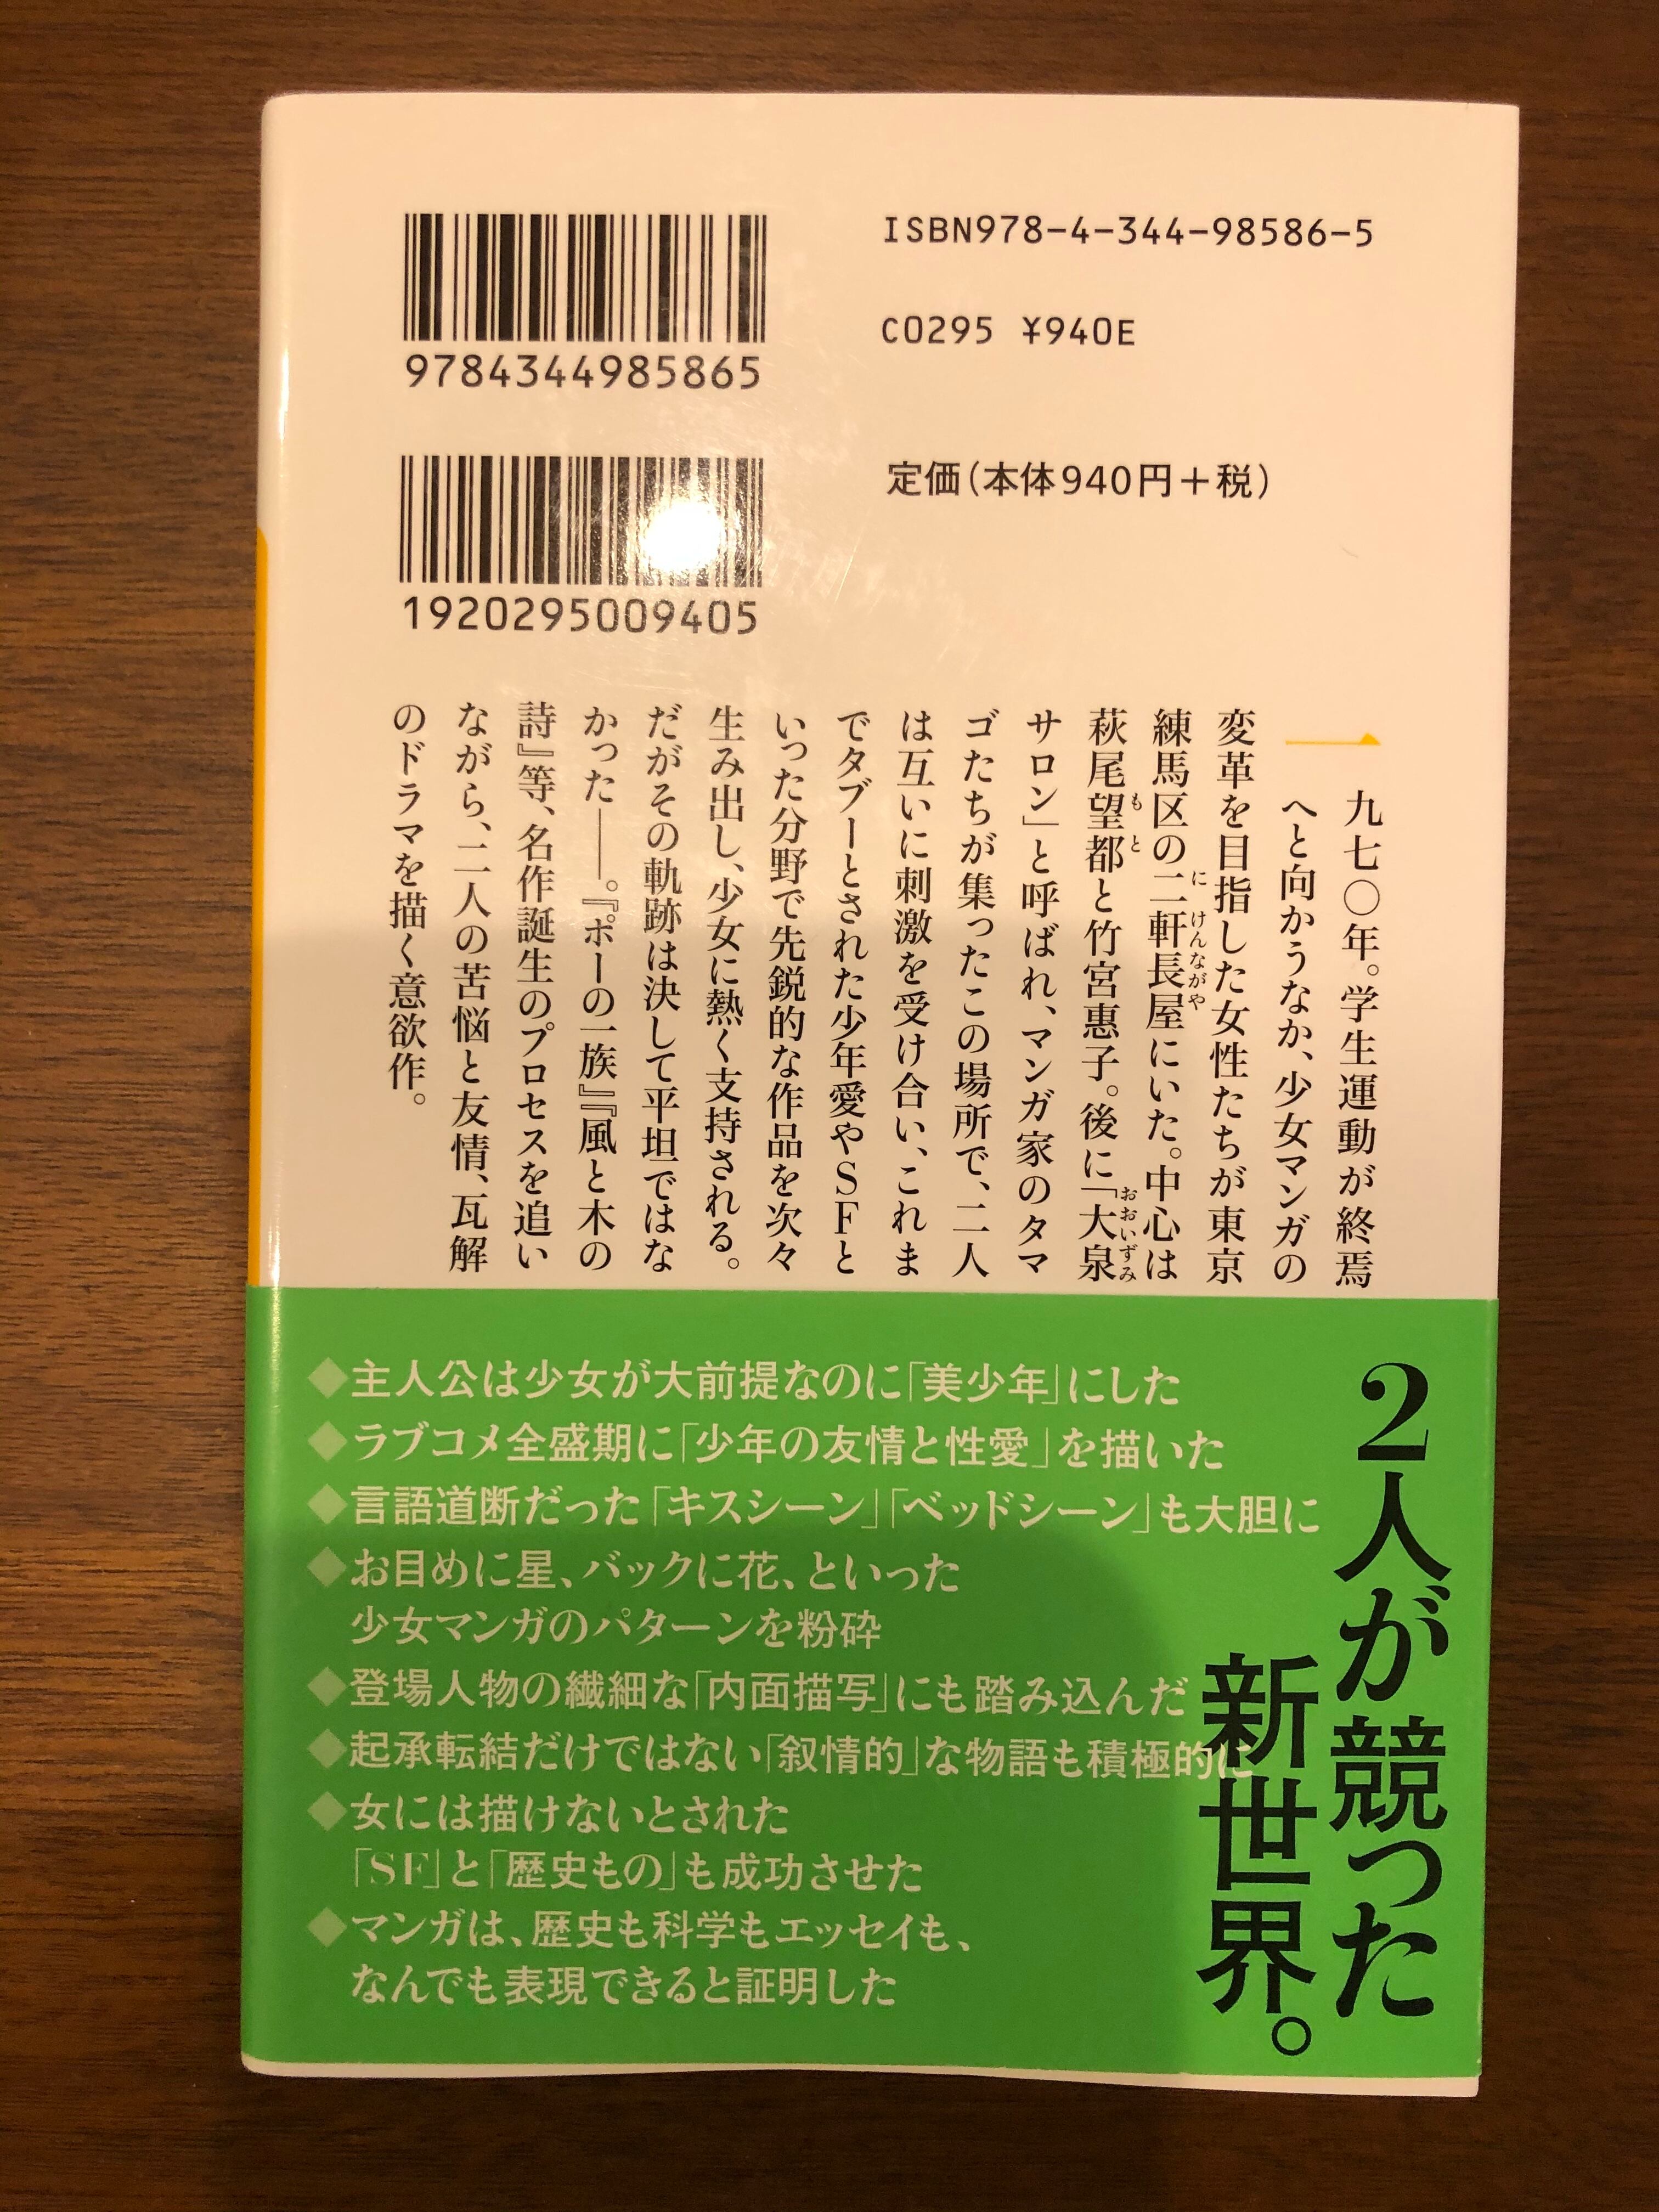 ISBN978-4-344-98586-5
C0295 ¥940E
9784344985865
定価(本体940円+税)
1920295009405
一九七〇年。学生運動が終焉
へと向かうなか、少女マンガの
変革を目指した女性たちが東京
練馬区の二軒長屋にいた。中心は
にけんながや
萩尾望都と竹宮惠子。後に「大泉
もと
おおいずみ
サロン」と呼ばれ、マンガ家のタマ
ゴたちが集ったこの場所で、二人
は互いに刺激を受け合い、これま
でタブーとされた少年愛やSFと
いった分野で先鋭的な作品を次々
生み出し、少女に熱く支持される。
だがその軌跡は決して平坦ではな
かった――。『ポーの一族』『風と木の
詩』等、名作誕生のプロセスを追い
ながら、二人の苦悩と友情、瓦解
のドラマを描く意欲作。
2人が競った
新世界。
◆主人公は少女が大前提なのに「美少年」にした
◆ラブコメ全盛期に「少年の友情と性愛」を描いた
◆言語道断だった「キスシーン」「ベッドシーン」も大胆に
◆お目めに星、バックに花、といった
少女マンガのパターンを粉砕
◆登場人物の繊細な「内面描写」にも踏み込んだ
◆起承転結だけではない「叙情的」な物語も積極的に
◆女には描けないとされた
「SF」と「歴史もの」も成功させた
◆マンガは、歴史も科学もエッセイも、
なんでも表現できると証明した